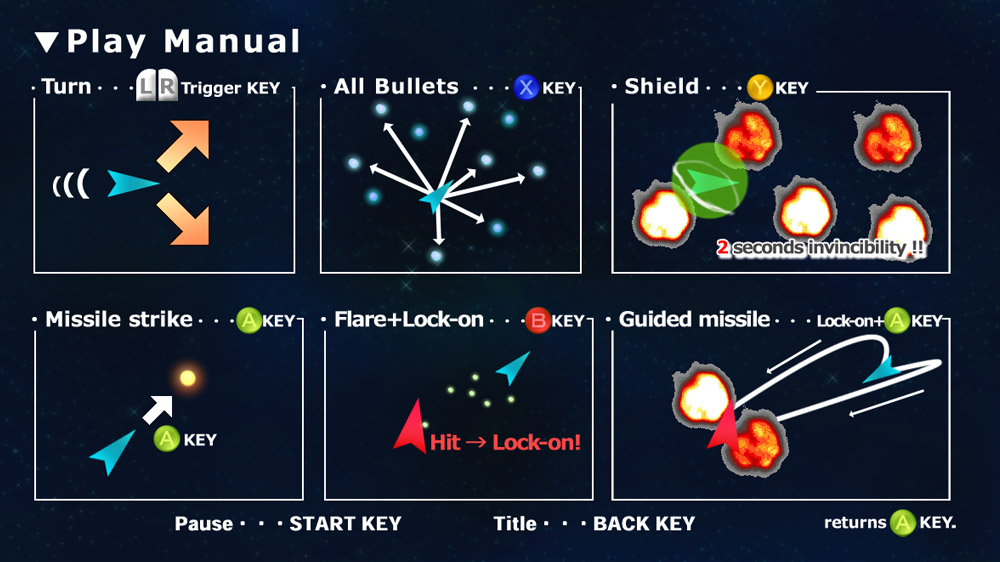 ▼Play Manual
・Turn・・・L R Trigger KEY
・All Bullets ・・・X KEY
・Shield・・・Y KEY
2 seconds invincibility !!
・Missile strike・・・A KEY
・Flare+Lock-on ・・・B KEY
・Guided missile・・・Lock-on+A KEY
A KEY
Hit → Lock-on!
Pause・・・START KEY
Title・・・BACK KEY
returns A KEY.